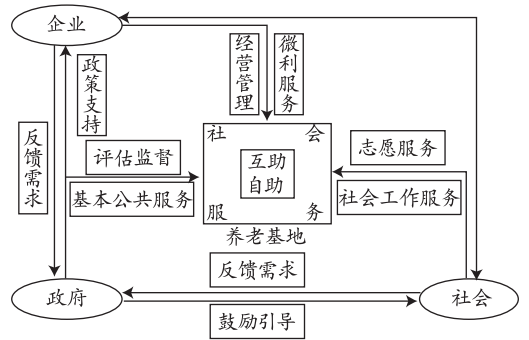 企业
政策支持
经营管理
微利服务
反馈需求
评估监督
基本公共服务
社会
互助
自助
服务
养老基地
志愿服务
社会工作服务
反馈需求
政府
社会
鼓励引导